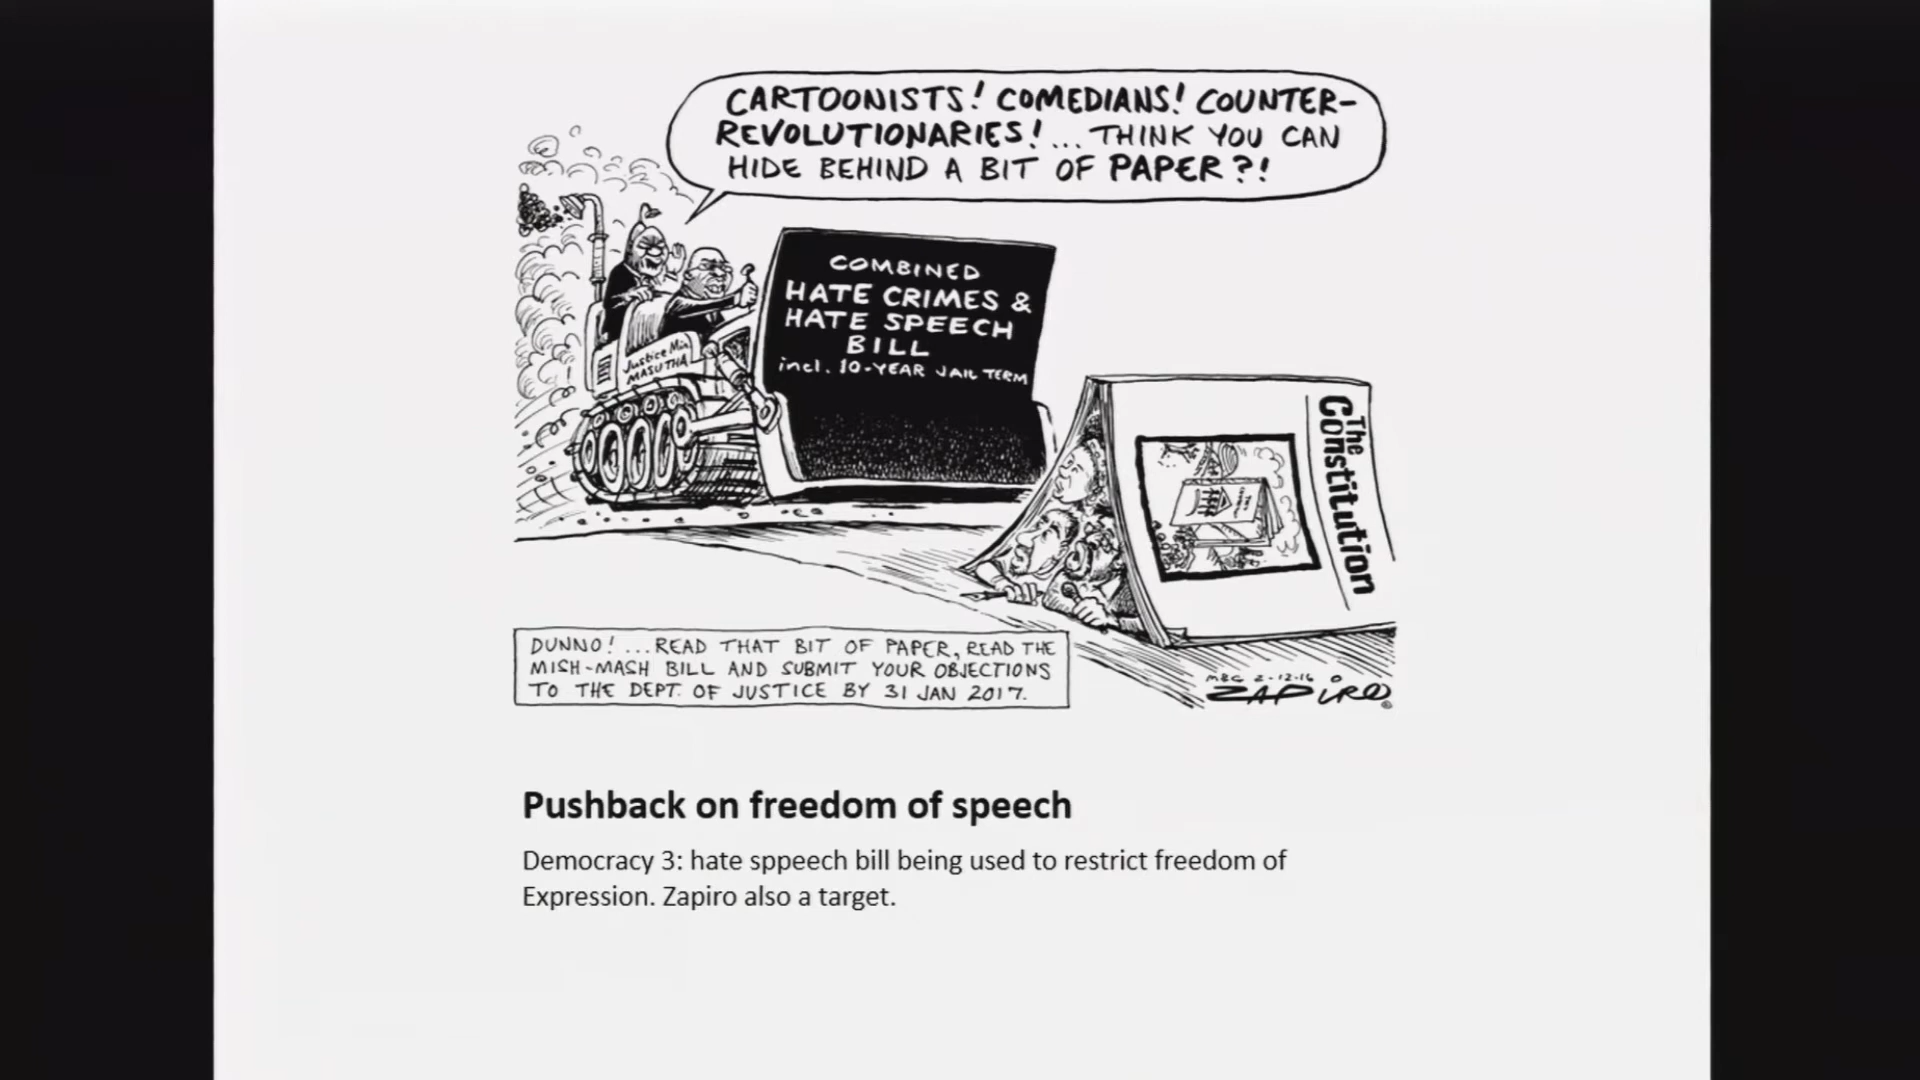 CARTOONISTS! COMEDIANS! COUNTER-
REVOLUTIONARIES!... THINK YOU CAN
HIDE BEHIND A BIT OF PAPER?!
COMBINED
HATE CRIMES &
HATE SPEECH
BILL
incl. 10-YEAR JAIL TERM
Justice Min
MASUTHA
The
Constitution
DUNNO! ...READ THAT BIT OF PAPER, READ THE
MISH-MASH BILL AND SUBMIT YOUR OBJECTIONS
TO THE DEPT. OF JUSTICE BY 31 JAN 2017.
M&G 2-12-16
ZAPIRO
Pushback on freedom of speech
Democracy 3: hate sppeech bill being used to restrict freedom of
Expression. Zapiro also a target.